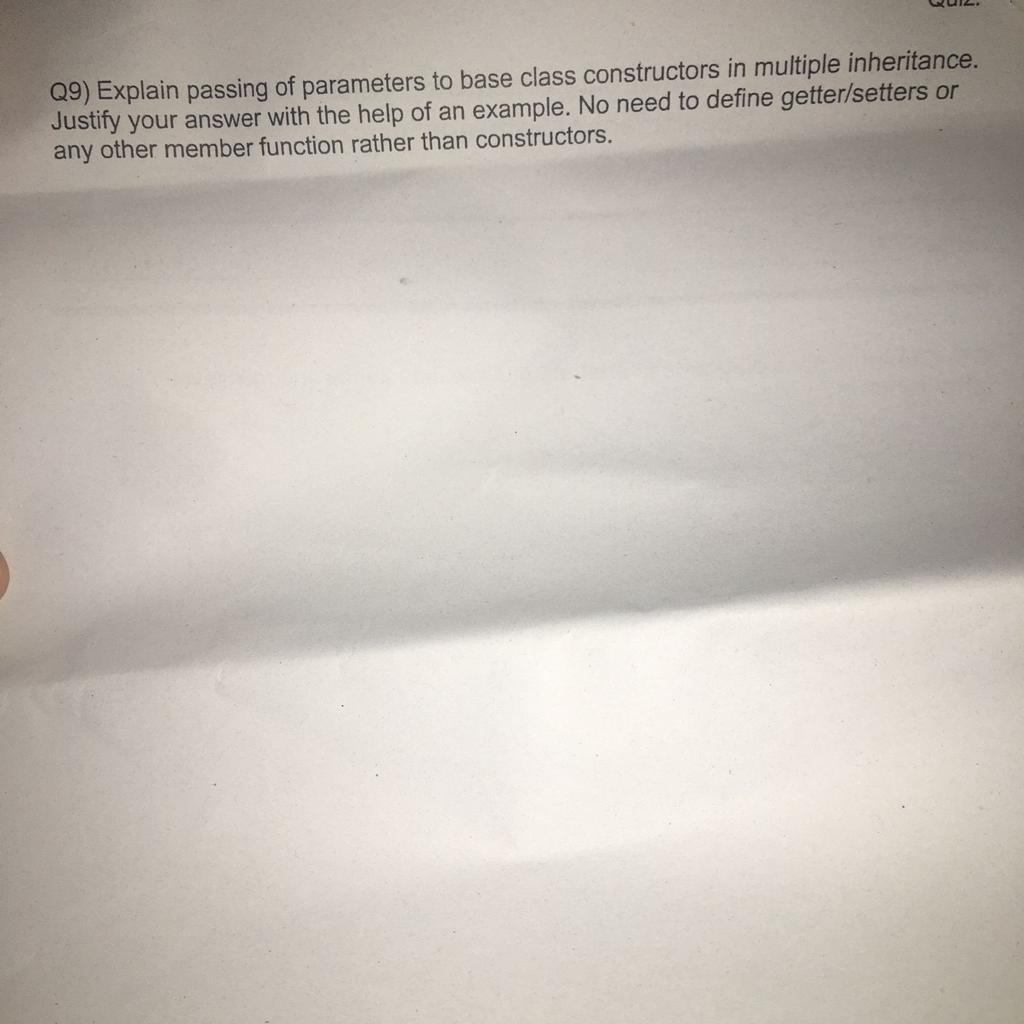 Quiz.
Q9) Explain passing of parameters to base class constructors in multiple inheritance.
Justify your answer with the help of an example. No need to define getter/setters or
any other member function rather than constructors.